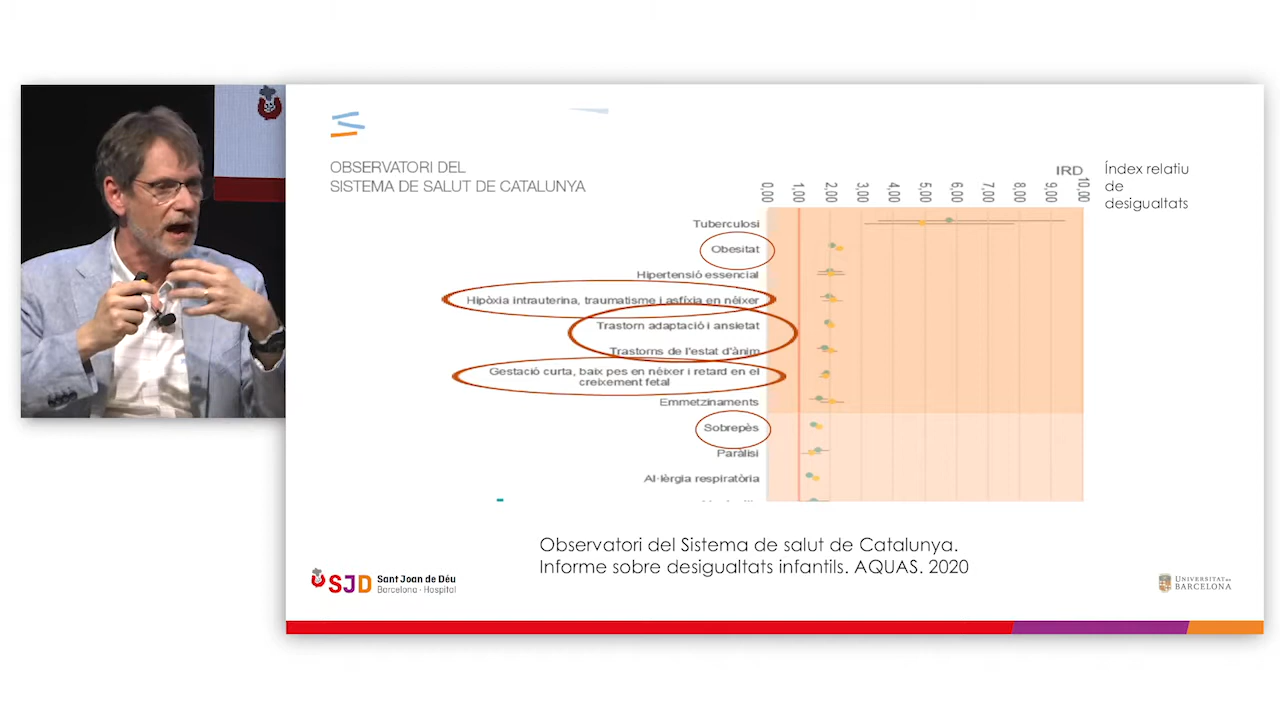 OBSERVATORI DEL
SISTEMA DE SALUT DE CATALUNYA
IRD
Índex relatiu
de
desigualtats
0,00
1,00
2,00
3,00
4,00
5,00
6,00
7,00
8,00
9,00
10,00
Tuberculosi
Obesitat
Hipertensió essencial
Hipòxia intrauterina, traumatisme i asfíxia en néixer
Trastorn adaptació i ansietat
Trastorns de l'estat d'ànim
Gestació curta, baix pes en néixer i retard en el
creixement fetal
Emmetzinaments
Sobrepès
Paràlisi
Al·lèrgia respiratòria
Observatori del Sistema de salut de Catalunya.
Informe sobre desigualtats infantils. AQUAS. 2020
SJD
Sant Joan de Déu
Barcelona · Hospital
UNIVERSITAT DE
BARCELONA